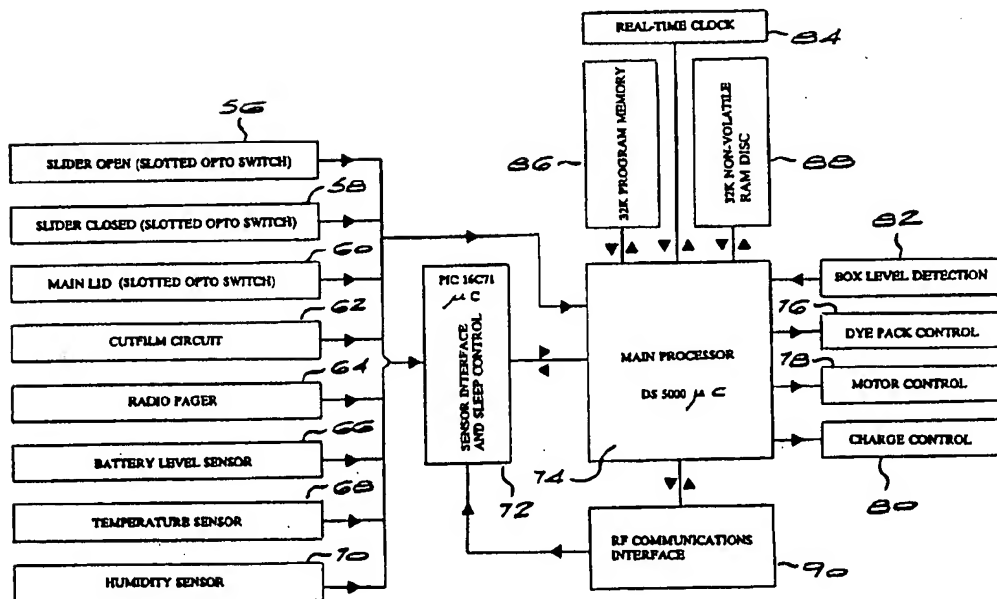 REAL-TIME CLOCK
84
56
SLIDER OPEN (SLOTTED OPTO SWITCH)
58
SLIDER CLOSED (SLOTTED OPTO SWITCH)
60
MAIN LID (SLOTTED OPTO SWITCH)
62
CUTFILM CIRCUIT
64
RADIO PAGER
66
BATTERY LEVEL SENSOR
68
TEMPERATURE SENSOR
70
HUMIDITY SENSOR
86
32K PROGRAM MEMORY
32K NON-VOLATILE
RAM DISC
88
PIC 16C71
μC
SENSOR INTERFACE
AND SLEEP CONTROL
72
MAIN PROCESSOR
DS 5000 μC
74
82
BOX LEVEL DETECTION
76
DYE PACK CONTROL
78
MOTOR CONTROL
CHARGE CONTROL
80
RF COMMUNICATIONS
INTERFACE
90